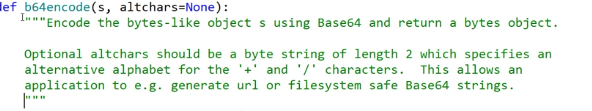 def b64encode(s, altchars=None):
"""Encode the bytes-like object s using Base64 and return a bytes object.
Optional altchars should be a byte string of length 2 which specifies an
alternative alphabet for the '+' and '/' characters.  This allows an
application to e.g. generate url or filesystem safe Base64 strings.
"""